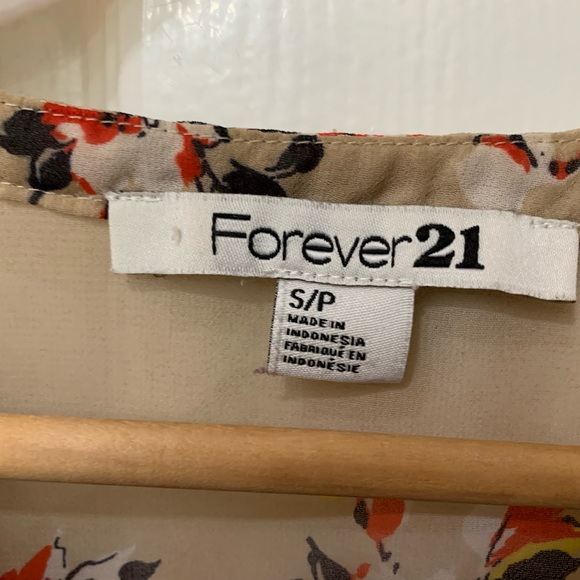 Forever21
S/P
MADE IN
INDONESIA
FABRIQUÉ EN
INDONÉSIE